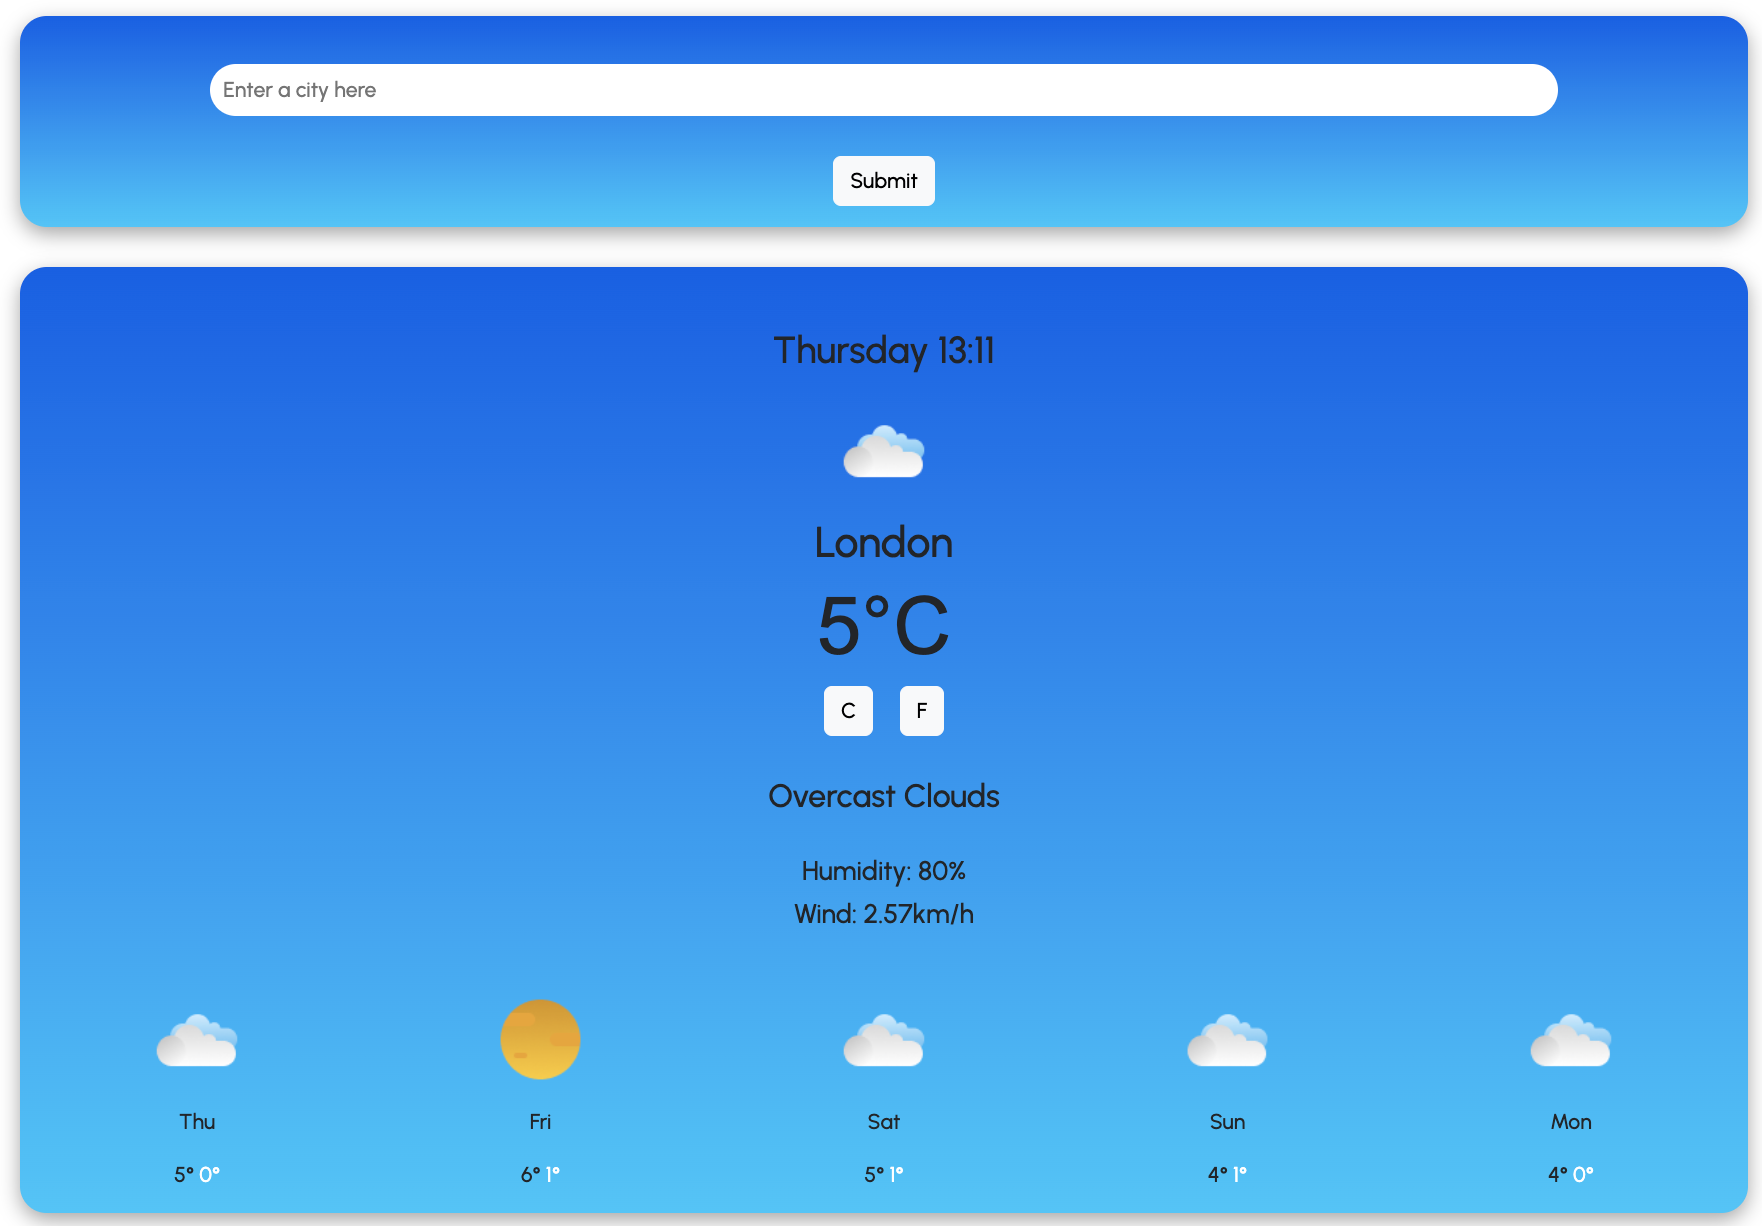 Enter a city here
Submit
Thursday 13:11
London
5°C
C F
Overcast Clouds
Humidity: 80%
Wind: 2.57km/h
Thu Fri Sat Sun Mon
5° 0° 6° 1° 5° 1° 4° 1° 4° 0°